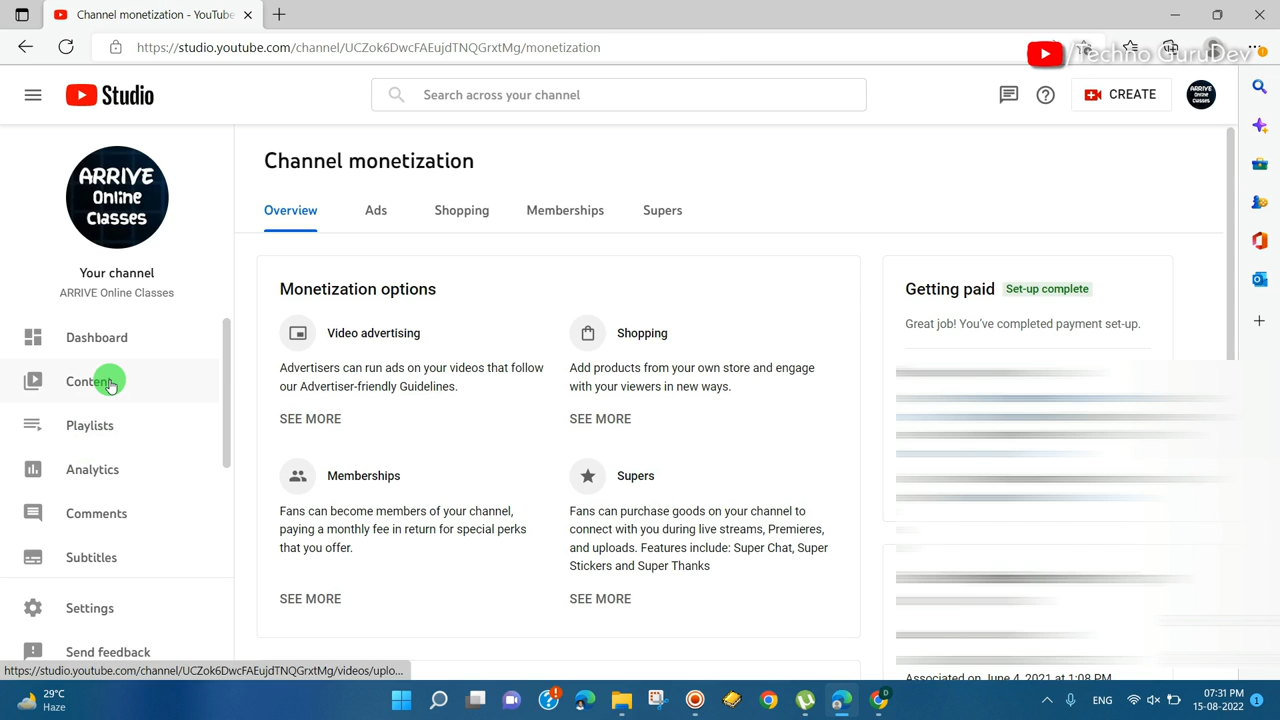 Channel monetization - YouTube
https://studio.youtube.com/channel/UCZok6DwcFAEujdTNQGrxtMg/monetization
/Techno GuruDev
Studio
Search across your channel
CREATE
ARRIVE
Online
Classes
ARRIVE
Online
Classes
Your channel
ARRIVE Online Classes
Dashboard
Content
Playlists
Analytics
Comments
Subtitles
Settings
Send feedback
Channel monetization
Overview
Ads
Shopping
Memberships
Supers
Monetization options
Video advertising
Advertisers can run ads on your videos that follow
our Advertiser-friendly Guidelines.
SEE MORE
Shopping
Add products from your own store and engage
with your viewers in new ways.
SEE MORE
Memberships
Fans can become members of your channel,
paying a monthly fee in return for special perks
that you offer.
SEE MORE
Supers
Fans can purchase goods on your channel to
connect with you during live streams, Premieres,
and uploads. Features include: Super Chat, Super
Stickers and Super Thanks
SEE MORE
Getting paid Set-up complete
Great job! You've completed payment set-up.
Associated on June 4, 2021 at 1:08 PM
https://studio.youtube.com/channel/UCZok6DwcFAEujdTNQGrxtMg/videos/uplo...
29°C
Haze
D
ENG
07:31 PM
15-08-2022
1